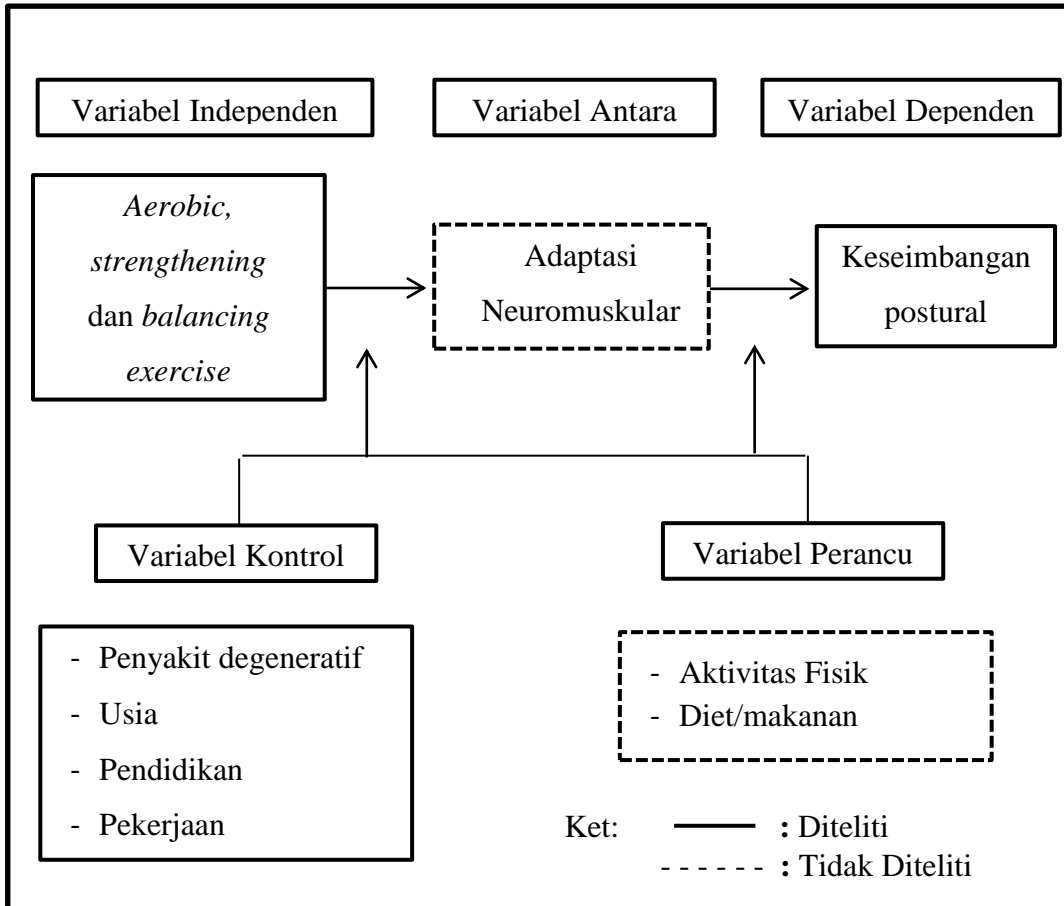 Variabel Independen
Variabel Antara
Variabel Dependen
Aerobic,
strengthening
dan balancing
exercise
Adaptasi
Neuromuskular
Keseimbangan
postural
Variabel Kontrol
Variabel Perancu
- Penyakit degeneratif
- Usia
- Pendidikan
- Pekerjaan
- Aktivitas Fisik
- Diet/makanan
Ket: : Diteliti
: Tidak Diteliti